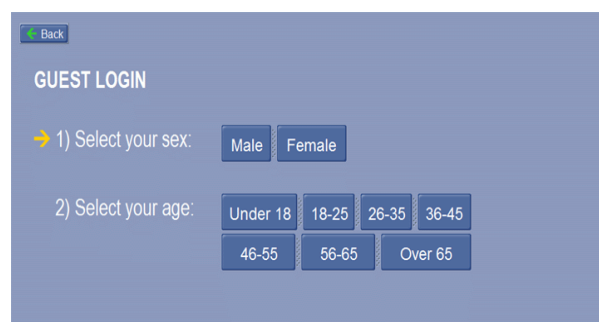 Back
GUEST LOGIN
1) Select your sex: Male Female
2) Select your age: Under 18 18-25 26-35 36-45
46-55 56-65 Over 65